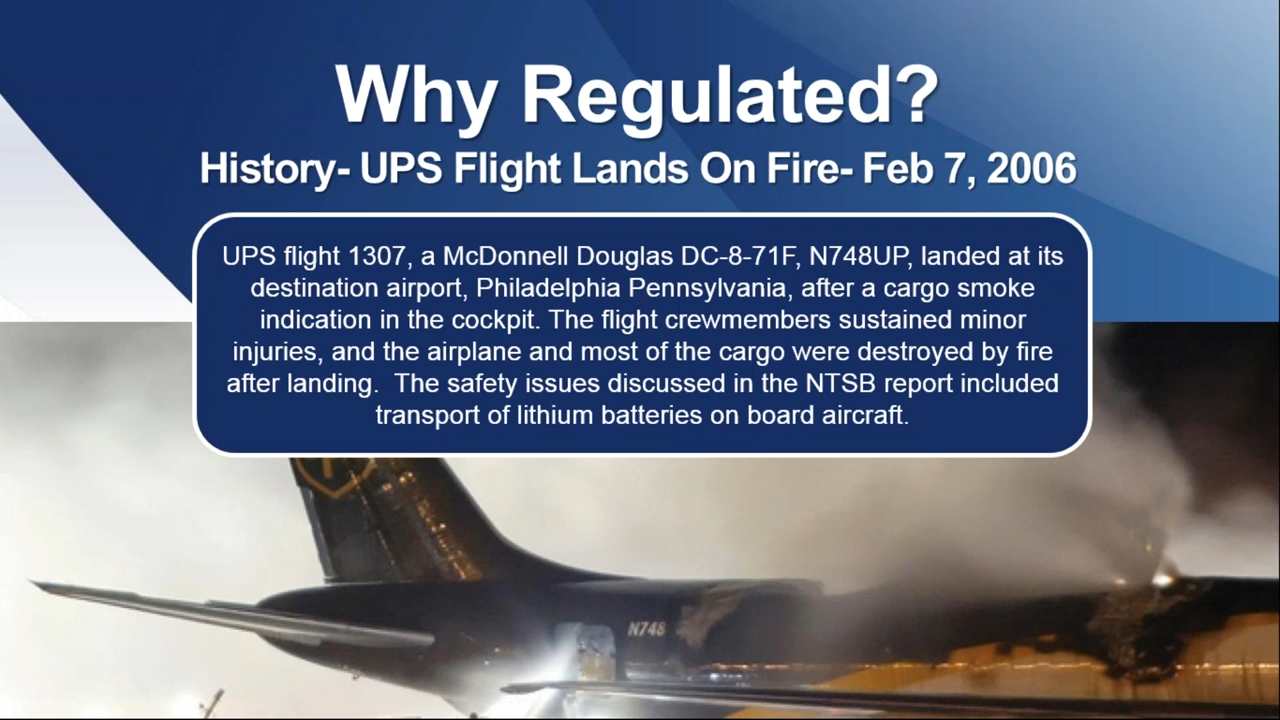 Why Regulated?
History- UPS Flight Lands On Fire- Feb 7, 2006
UPS flight 1307, a McDonnell Douglas DC-8-71F, N748UP, landed at its
destination airport, Philadelphia Pennsylvania, after a cargo smoke
indication in the cockpit. The flight crewmembers sustained minor
injuries, and the airplane and most of the cargo were destroyed by fire
after landing.  The safety issues discussed in the NTSB report included
transport of lithium batteries on board aircraft.
N748